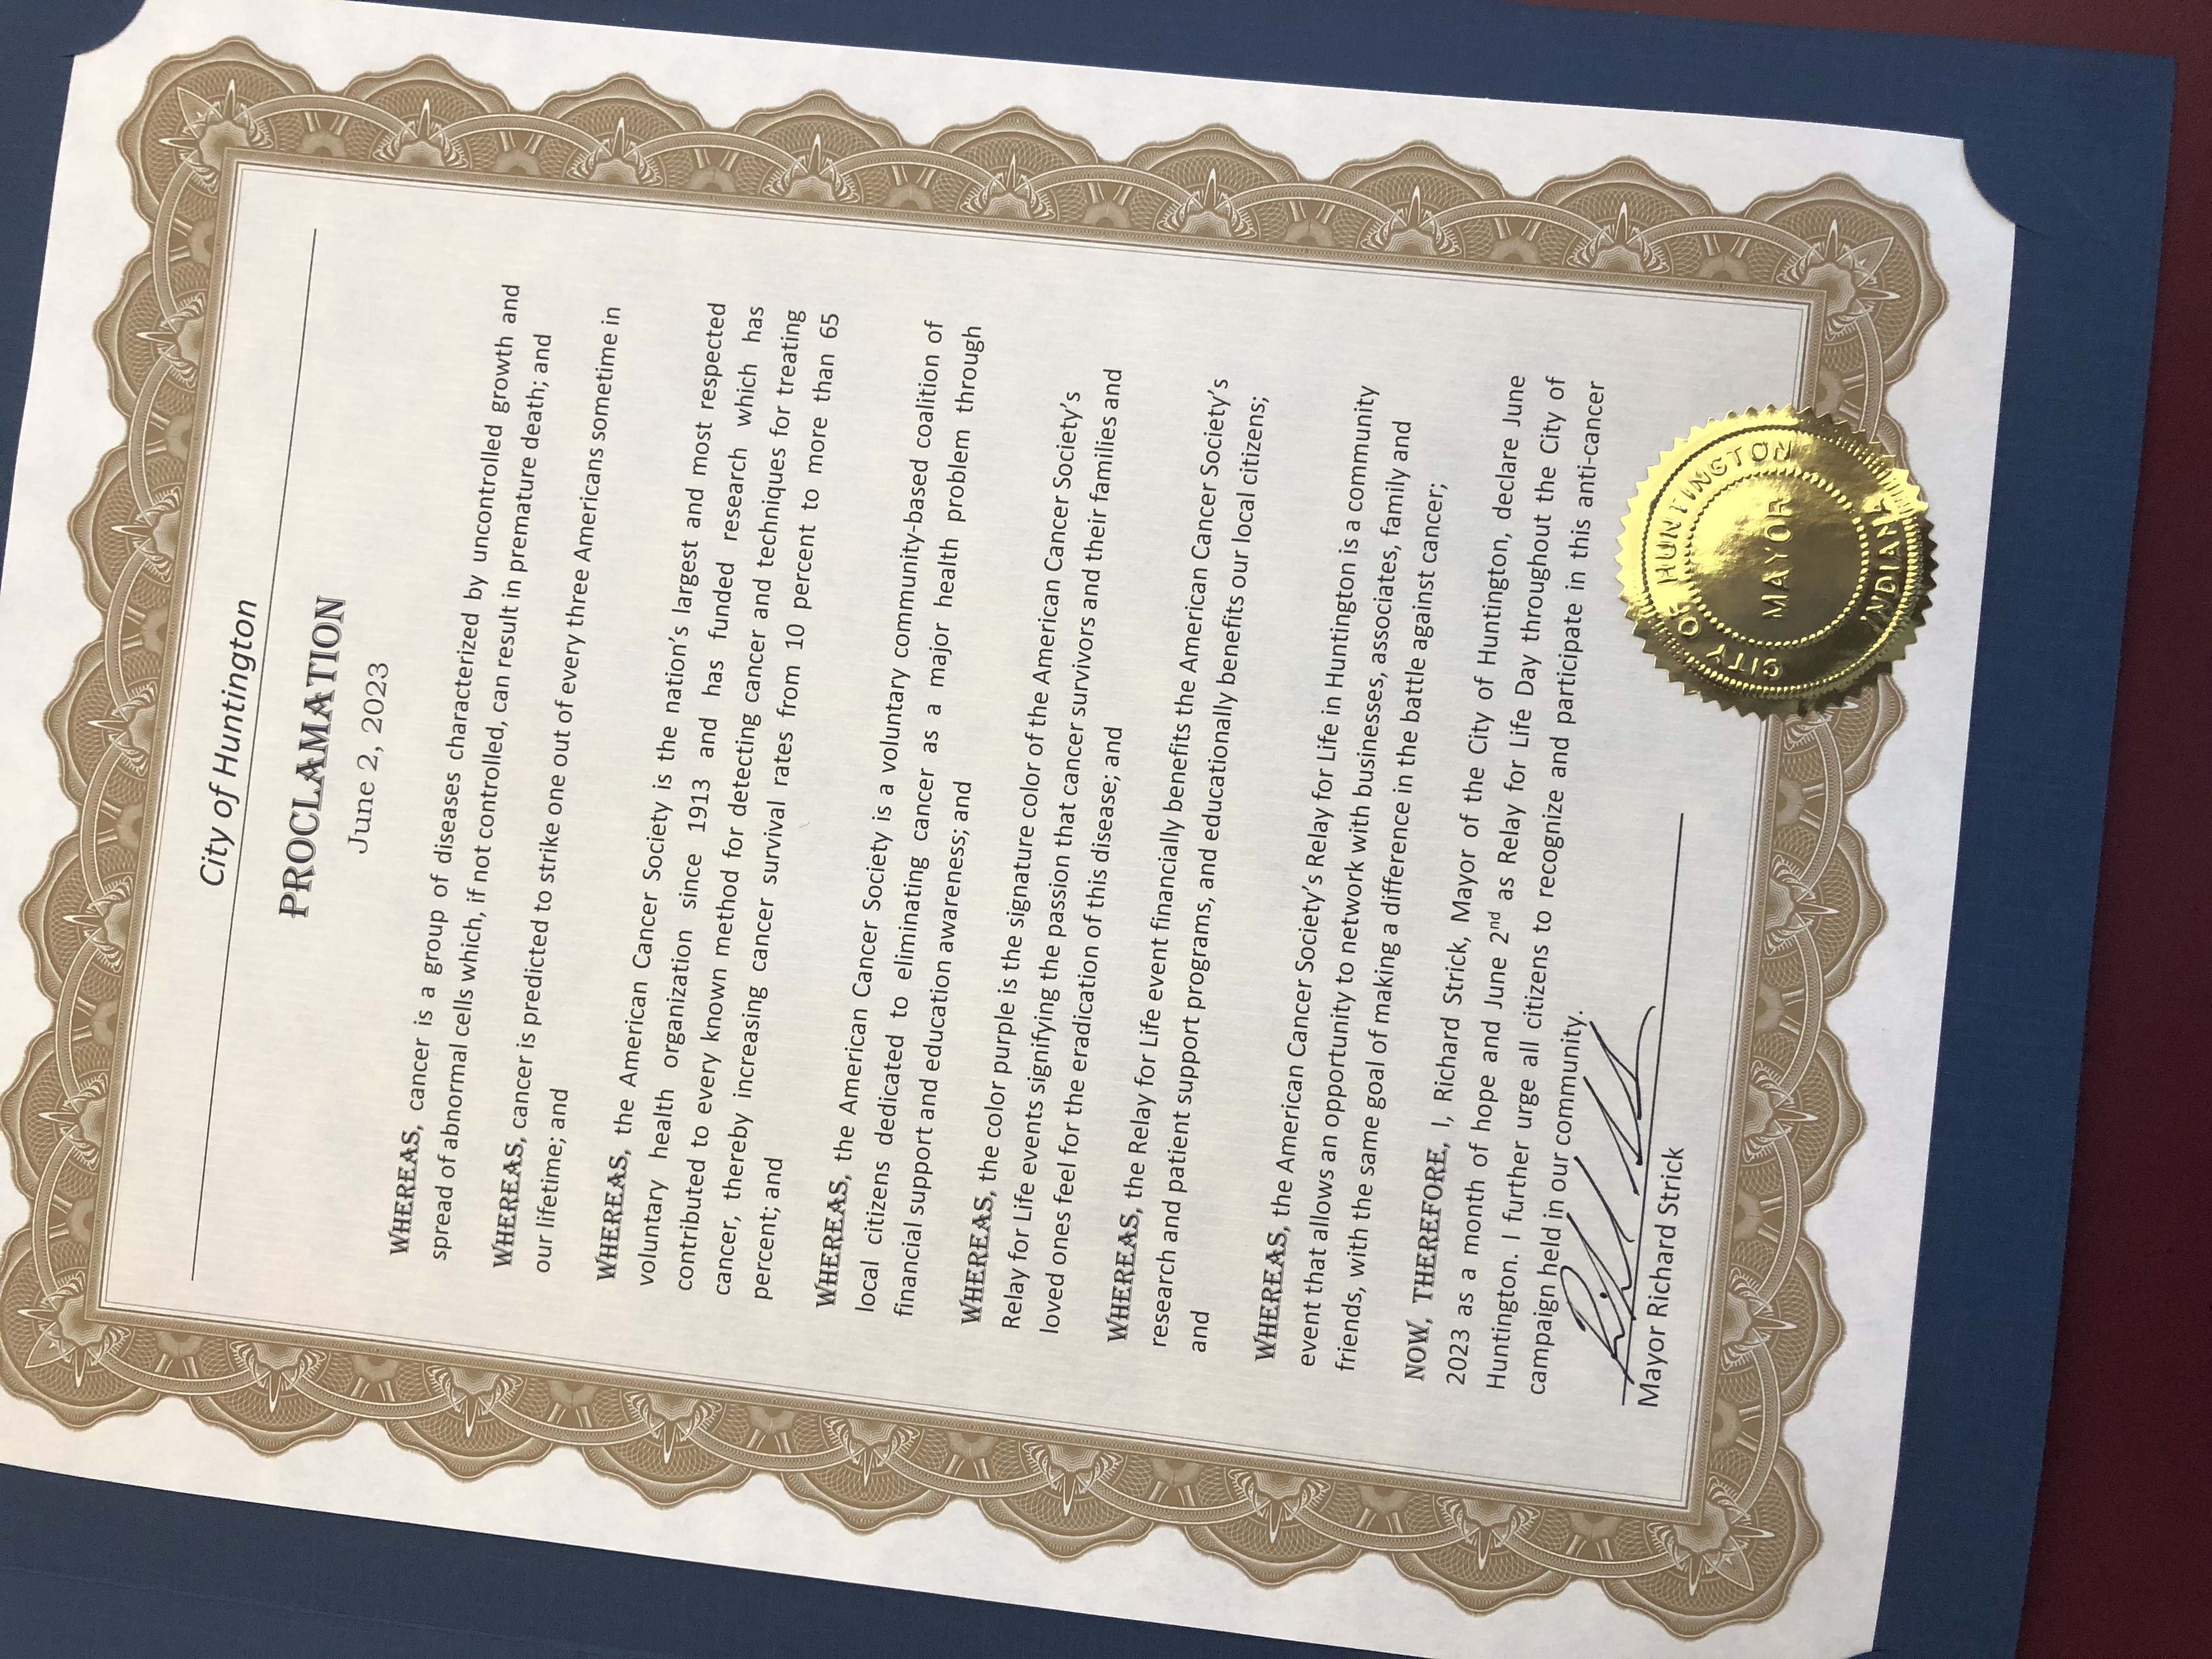 City of Huntington
PROCLAMATION
June 2, 2023
WHEREAS, cancer is a group of diseases characterized by uncontrolled growth and
spread of abnormal cells which, if not controlled, can result in premature death; and
WHEREAS, cancer is predicted to strike one out of every three Americans sometime in
our lifetime; and
WHEREAS, the American Cancer Society is the nation's largest and most respected
voluntary health organization since 1913 and has funded research which has
contributed to every known method for detecting cancer and techniques for treating
cancer, thereby increasing cancer survival rates from 10 percent to more than 65
percent; and
WHEREAS, the American Cancer Society is a voluntary community-based coalition of
local citizens dedicated to eliminating cancer as a major health problem through
financial support and education awareness; and
WHEREAS, the color purple is the signature color of the American Cancer Society's
Relay for Life events signifying the passion that cancer survivors and their families and
loved ones feel for the eradication of this disease; and
WHEREAS, the Relay for Life event financially benefits the American Cancer Society's
research and patient support programs, and educationally benefits our local citizens;
and
WHEREAS, the American Cancer Society's Relay for Life in Huntington is a community
event that allows an opportunity to network with businesses, associates, family and
friends, with the same goal of making a difference in the battle against cancer;
NOW, THEREFORE, I, Richard Strick, Mayor of the City of Huntington, declare June
2023 as a month of hope and June 2nd as Relay for Life Day throughout the City of
Huntington. I further urge all citizens to recognize and participate in this anti-cancer
campaign held in our community.
Mayor Richard Strick
CITY OF HUNTINGTON
MAYOR
INDIANA